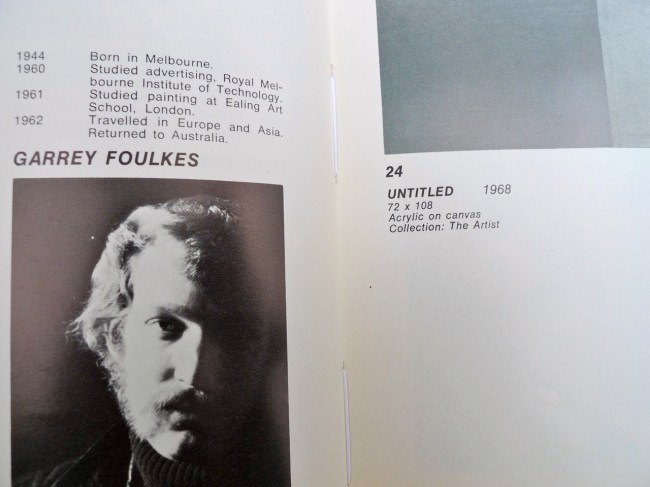 1944 Born in Melbourne.
1960 Studied advertising, Royal Mel-
bourne Institute of Technology.
1961 Studied painting at Ealing Art
School, London.
1962 Travelled in Europe and Asia.
Returned to Australia.
GARREY FOULKES
24
UNTITLED 1968
72 x 108
Acrylic on canvas
Collection: The Artist